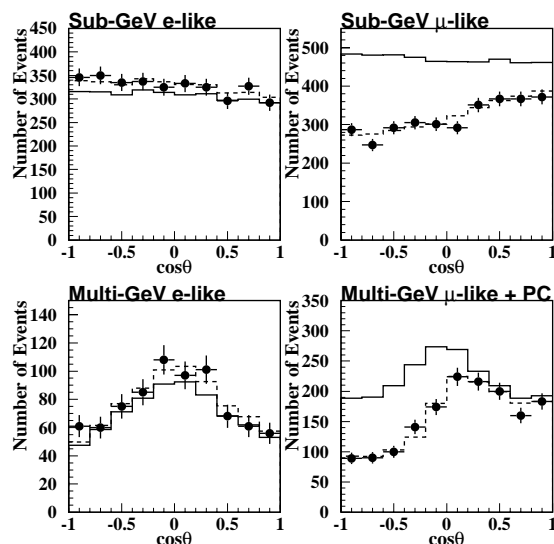 Sub-GeV e-like
Number of Events
450
400
350
300
250
200
150
100
50
0
-1 -0.5 0 0.5 1
cosθ
Sub-GeV μ-like
Number of Events
500
400
300
200
100
0
-1 -0.5 0 0.5 1
cosθ
Multi-GeV e-like
Number of Events
140
120
100
80
60
40
20
0
-1 -0.5 0 0.5 1
cosθ
Multi-GeV μ-like + PC
Number of Events
350
300
250
200
150
100
50
0
-1 -0.5 0 0.5 1
cosθ